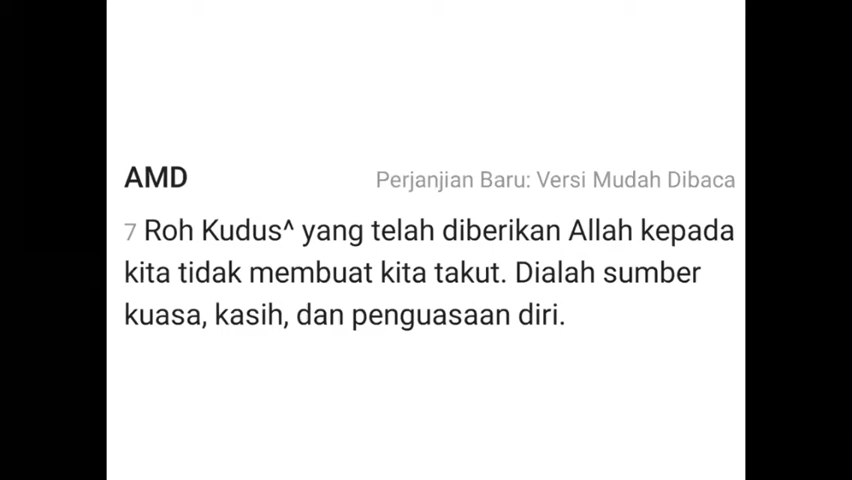 AMD Perjanjian Baru: Versi Mudah Dibaca
7 Roh Kudus^ yang telah diberikan Allah kepada
kita tidak membuat kita takut. Dialah sumber
kuasa, kasih, dan penguasaan diri.